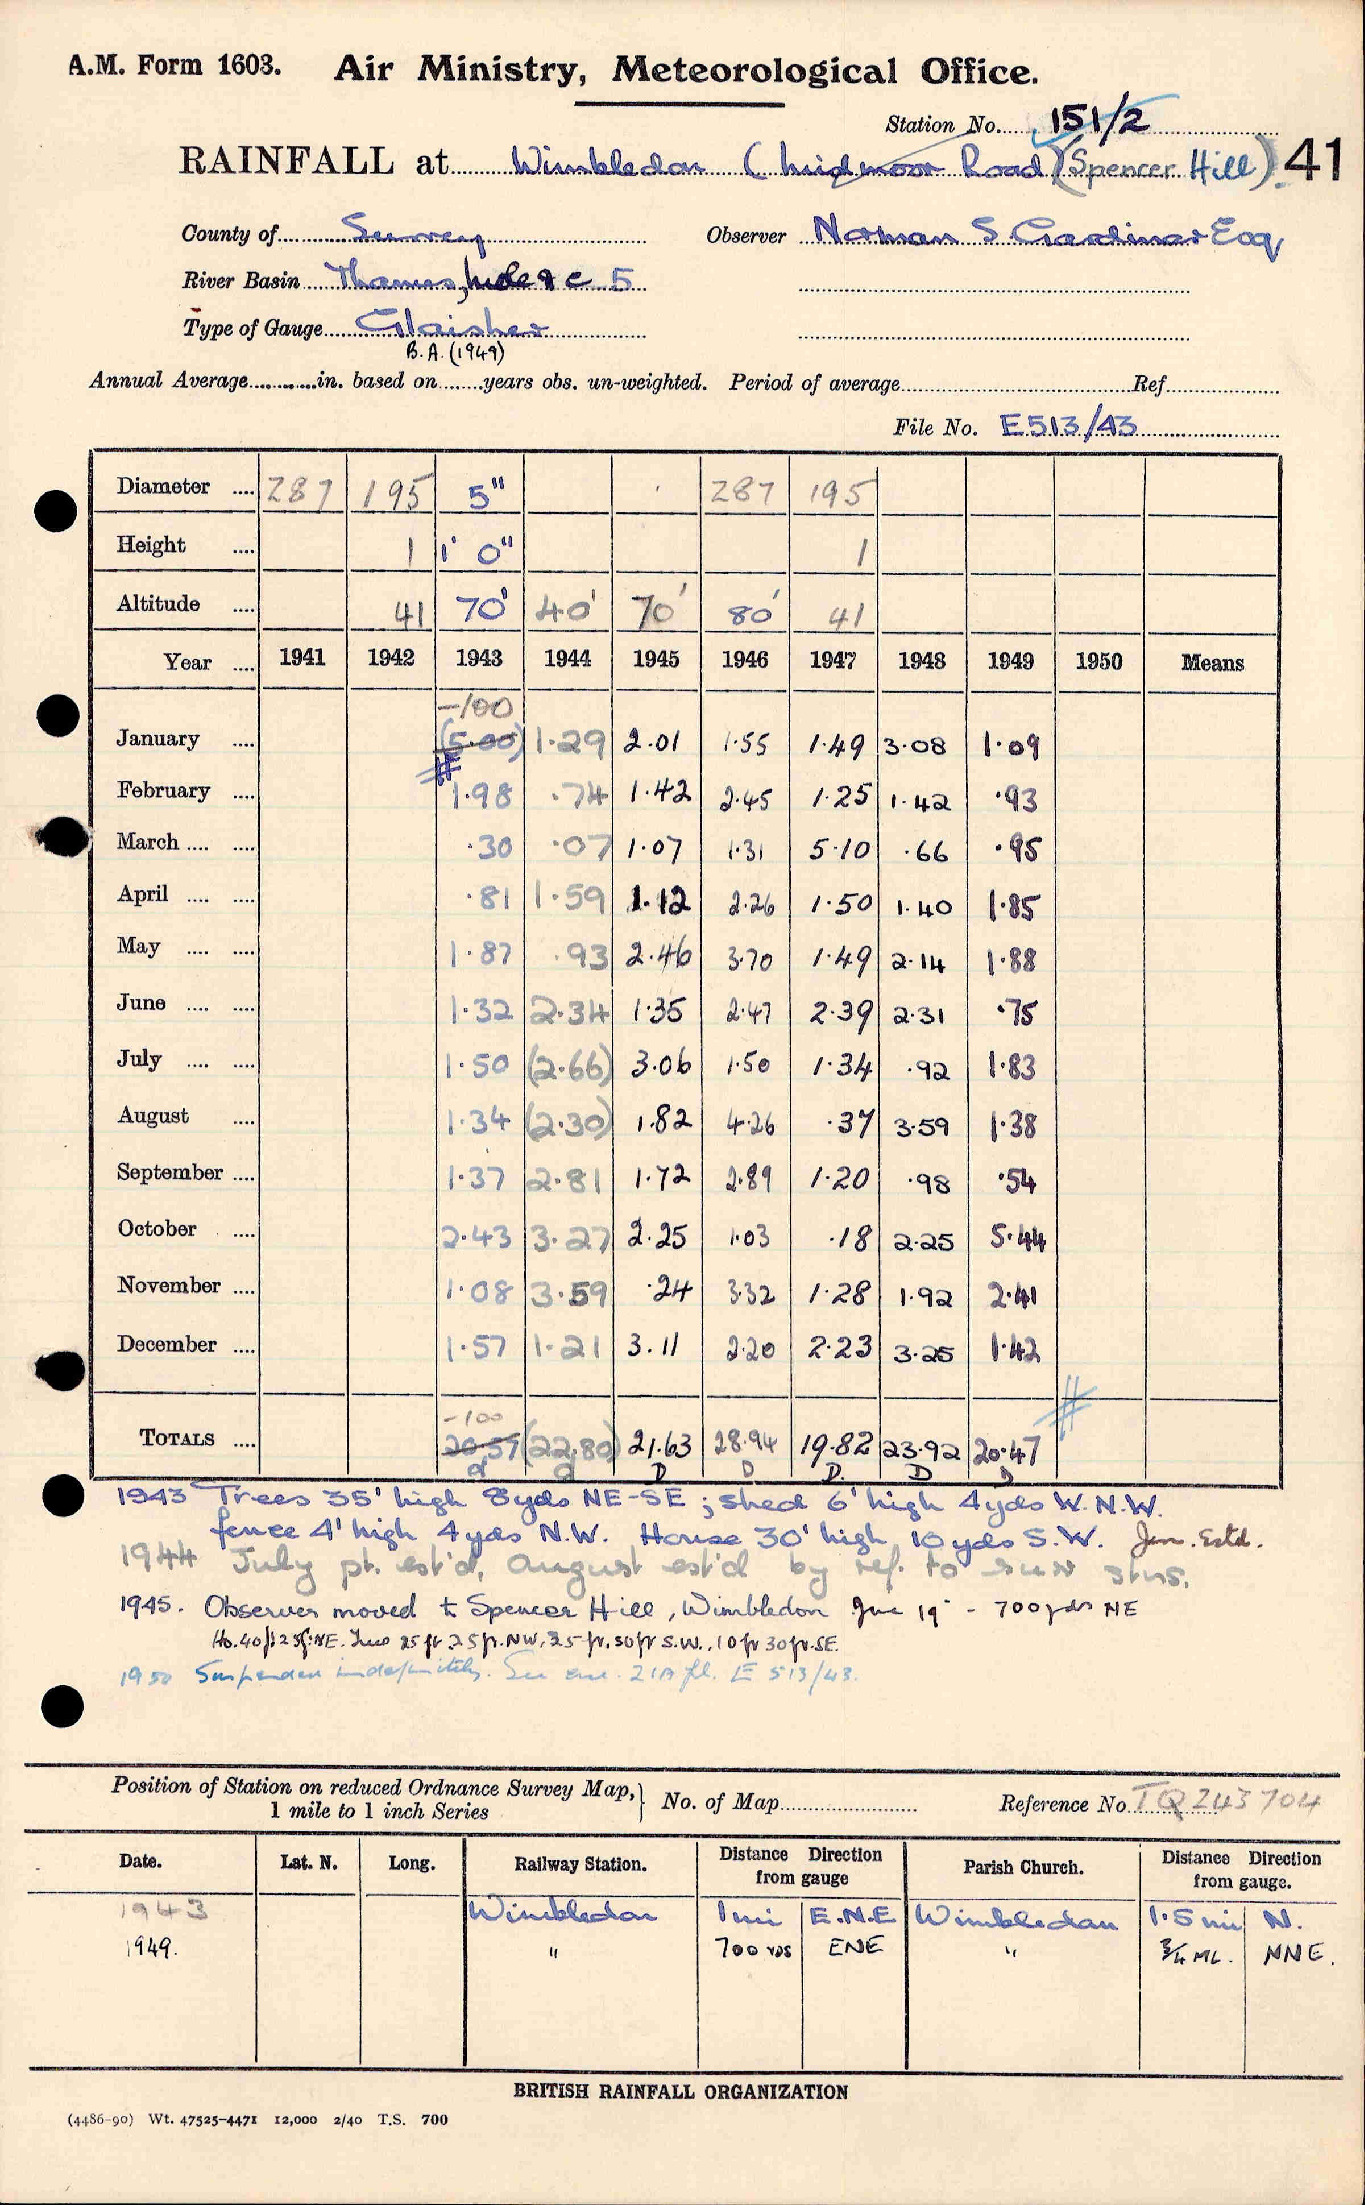 A.M. Form 1603. Air Ministry, Meteorological Office.
Station No. 151/2
RAINFALL at Wimbledon (Midmoor Road) (Spencer Hill) 41
County of Surrey Observer Norman S Gardiner Esq
River Basin Thames, Mole &c 5
Type of Gauge Glaisher
B.A. (1949)
Annual Average in. based on years obs. un-weighted. Period of average Ref
File No. E513/43
Diameter 287 195 5" 287 195
Height 1 1' 0" 1
Altitude 41 70' 40' 70' 80' 41
Year 1941 1942 1943 1944 1945 1946 1947 1948 1949 1950 Means
-100
January (5.00) 1.29 2.01 1.55 1.49 3.08 1.09
February 1.98 .74 1.42 2.45 1.25 1.42 .93
March .30 .07 1.07 1.31 5.10 .66 .95
April .81 1.59 1.12 2.26 1.50 1.40 1.85
May 1.87 .93 2.46 3.70 1.49 2.14 1.88
June 1.32 2.34 1.35 2.47 2.39 2.31 .75
July 1.50 (2.66) 3.06 1.50 1.34 .92 1.83
August 1.34 (2.30) 1.82 4.26 .37 3.59 1.38
September 1.37 2.81 1.72 2.89 1.20 .98 .54
October 2.43 3.27 2.25 1.03 .18 2.25 5.44
November 1.08 3.59 .24 3.32 1.28 1.92 2.41
December 1.57 1.21 3.11 2.20 2.23 3.25 1.42
-100
TOTALS 20.57 (22.80) 21.63 28.94 19.82 23.92 20.47
d d D D D. D D
1943 Trees 35' high 8yds NE-SE; shed 6' high 4yds W.N.W.
fence 4' high 4yds N.W. House 30' high 10yds S.W. Jan. Estd.
1944 July pt. est'd, August est'd by ref. to surr stns.
1945. Observer moved to Spencer Hill, Wimbledon June 19 - 700 yds NE
Ho. 40ft 25ft NE. Trees 25ft 25ft. NW, 35ft, 50ft S.W., 10ft 30ft. SE.
1950 Suspended indefinitely. See enc. 21A fl. E 513/43.
Position of Station on reduced Ordnance Survey Map, 1 mile to 1 inch Series No. of Map Reference No. TQ 243704
Date. Lat. N. Long. Railway Station. Distance Direction from gauge Parish Church. Distance Direction from gauge.
1943 Wimbledon 1 mi E.N.E Wimbledon 1.5 mi N.
1949. " 700 YDS ENE " ¾ ML. NNE.
BRITISH RAINFALL ORGANIZATION
(4486-90) Wt. 47525-4471 12,000 2/40 T.S. 700